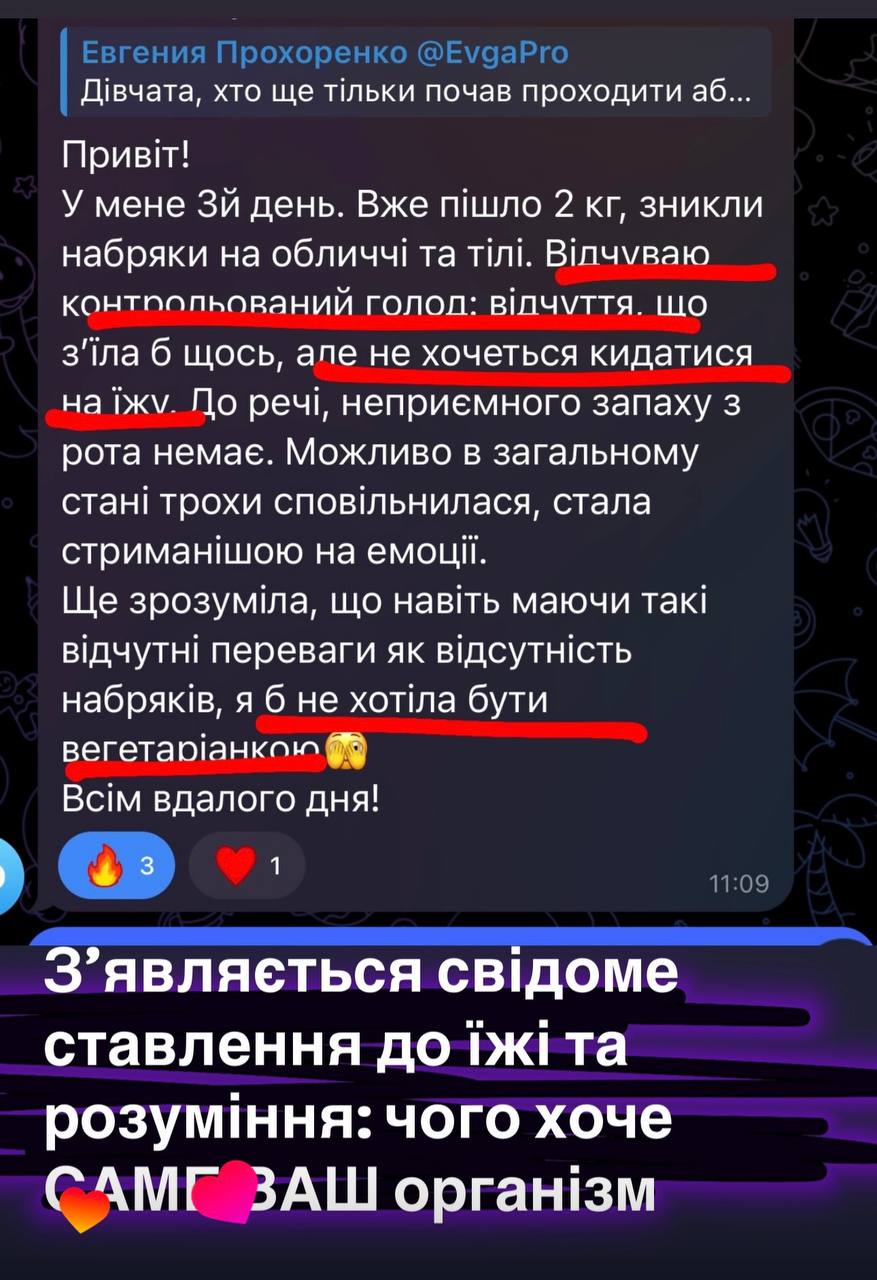 Евгения Прохоренко @EvgaPro
Дівчата, хто ще тільки почав проходити аб...
Привіт!
У мене 3й день. Вже пішло 2 кг, зникли
набряки на обличчі та тілі. Відчуваю
контрольований голод: відчуття, що
зʼїла б щось, але не хочеться кидатися
на їжу. До речі, неприємного запаху з
рота немає. Можливо в загальному
стані трохи сповільнилася, стала
стриманішою на емоції.
Ще зрозуміла, що навіть маючи такі
відчутні переваги як відсутність
набряків, я б не хотіла бути
вегетаріанкою🫣
Всім вдалого дня!
🔥 3 ❤️ 1
11:09
Зʼявляється свідоме
ставлення до їжі та
розуміння: чого хоче
САМЕ ВАШ організм